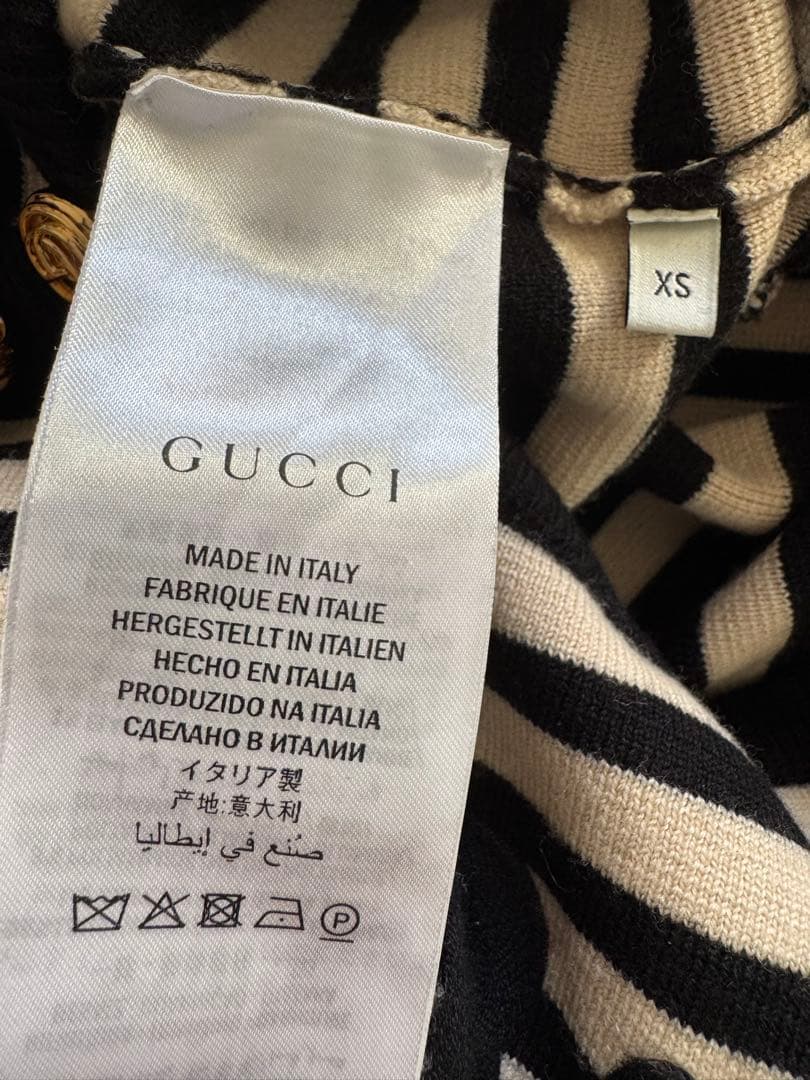 GUCCI
MADE IN ITALY
FABRIQUE EN ITALIE
HERGESTELLT IN ITALIEN
HECHO EN ITALIA
PRODUZIDO NA ITALIA
СДЕЛАНО В ИТАЛИИ
イタリア製
产地:意大利
صُنع في إيطاليا
P
XS